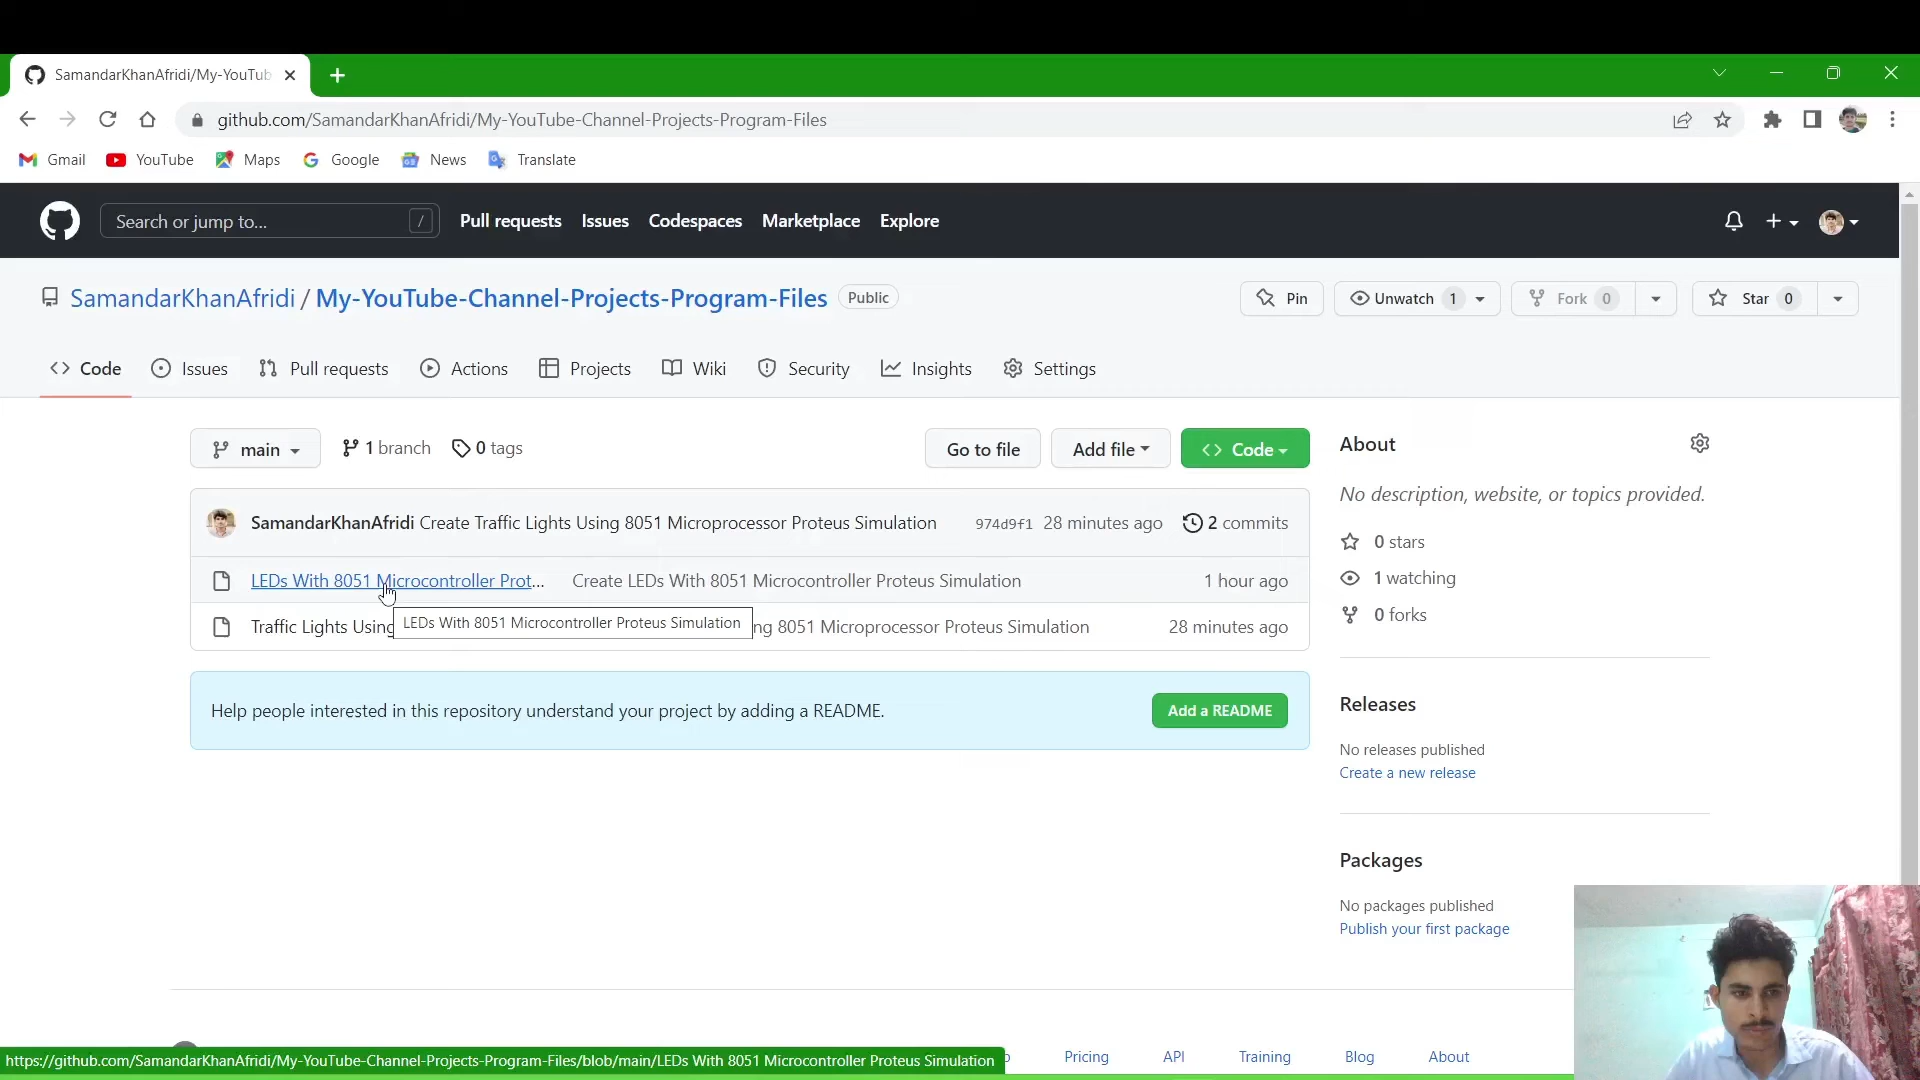 SamandarKhanAfridi/My-YouTub
github.com/SamandarKhanAfridi/My-YouTube-Channel-Projects-Program-Files
Gmail YouTube Maps Google News Translate
Search or jump to... / Pull requests Issues Codespaces Marketplace Explore
SamandarKhanAfridi / My-YouTube-Channel-Projects-Program-Files Public Pin Unwatch 1 Fork 0 Star 0
Code Issues Pull requests Actions Projects Wiki Security Insights Settings
main 1 branch 0 tags Go to file Add file Code
SamandarKhanAfridi Create Traffic Lights Using 8051 Microprocessor Proteus Simulation 974d9f1 28 minutes ago 2 commits
LEDs With 8051 Microcontroller Prot... Create LEDs With 8051 Microcontroller Proteus Simulation 1 hour ago
Traffic Lights Using ng 8051 Microprocessor Proteus Simulation 28 minutes ago
LEDs With 8051 Microcontroller Proteus Simulation
Help people interested in this repository understand your project by adding a README. Add a README
About
No description, website, or topics provided.
0 stars
1 watching
0 forks
Releases
No releases published
Create a new release
Packages
No packages published
Publish your first package
Pricing API Training Blog About
https://github.com/SamandarKhanAfridi/My-YouTube-Channel-Projects-Program-Files/blob/main/LEDs With 8051 Microcontroller Proteus Simulation